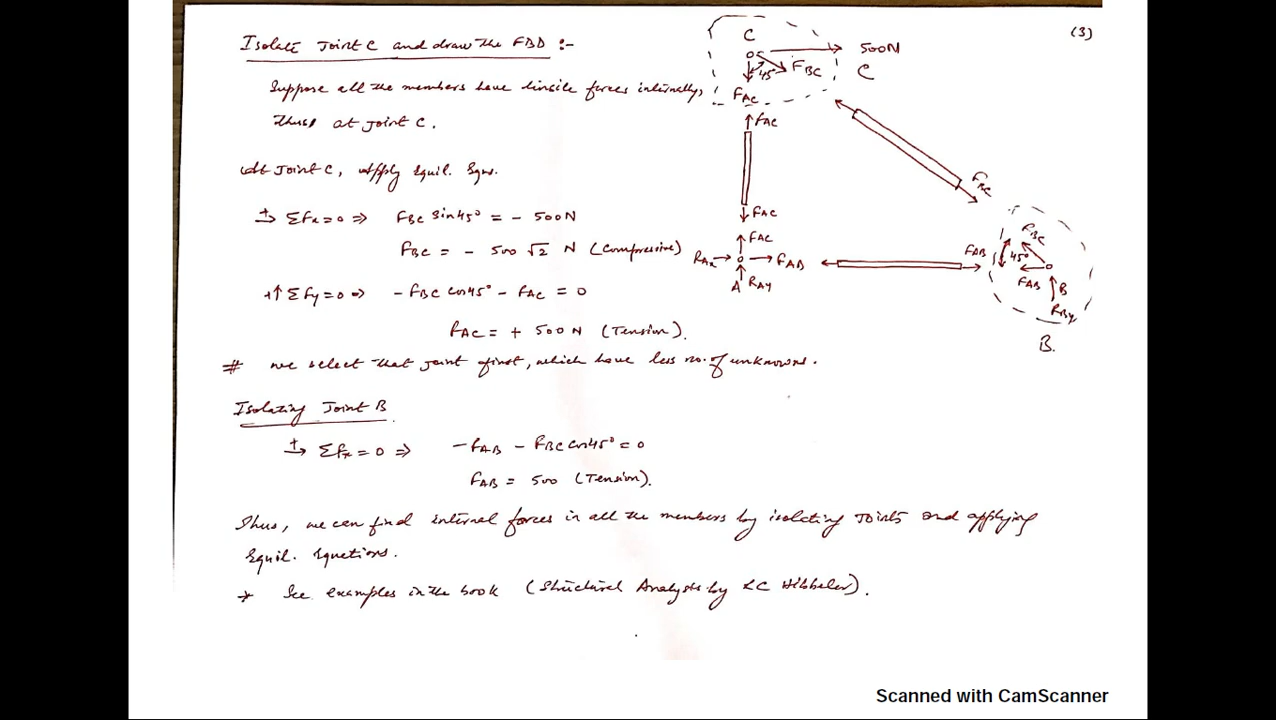 (3)
Isolate Joint C and draw the FBD :-
Suppose all the members have tensile forces internally,
Thus, at Joint C.
At Joint C, apply Equil. Eqns.
+→ ΣFx=0 ⇒ FBC Sin45° = - 500N
FBC = - 500 √2 N (Compressive)
+↑ ΣFy=0 ⇒ -FBC cos45° - FAC = 0
FAC = + 500 N (Tension).
# we select that joint first, which have less no. of unknowns.
Isolating Joint B
+→ ΣFx = 0 ⇒ -FAB - FBC cos45° = 0
FAB = 500 (Tension).
Thus, we can find internal forces in all the members by isolating Joints and applying
Equil. Equations.
* See examples in the book (Structural Analysis by RC Hibbeler).
C
500N
45°
FBC
C
FAC
FAC
FBC
FAC
FAC
FBC
RAx
FAB
FAB
45°
FAB
A
RAy
B
RBy
B.
Scanned with CamScanner